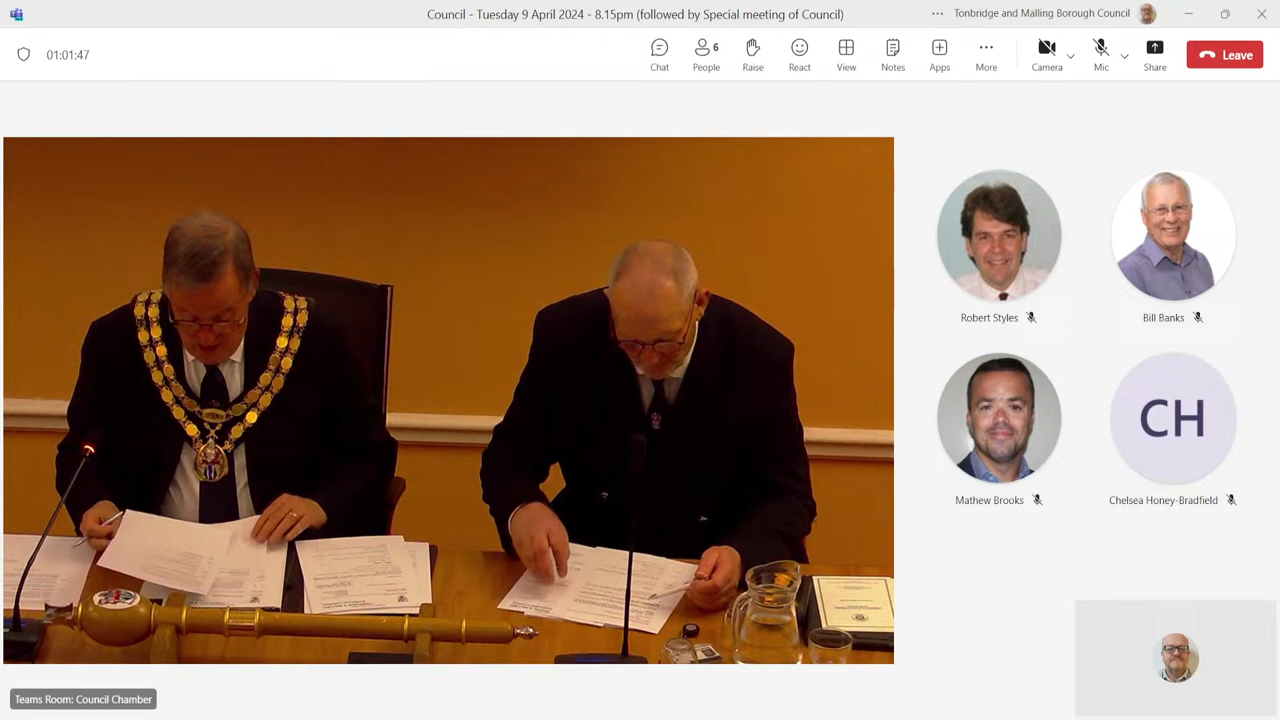 Council - Tuesday 9 April 2024 - 8.15pm (followed by Special meeting of Council)
Tonbridge and Malling Borough Council
01:01:47
Chat
People
6
Raise
React
View
Notes
Apps
More
Camera
Mic
Share
Leave
Robert Styles
Bill Banks
Mathew Brooks
CH
Chelsea Honey-Bradfield
Teams Room: Council Chamber